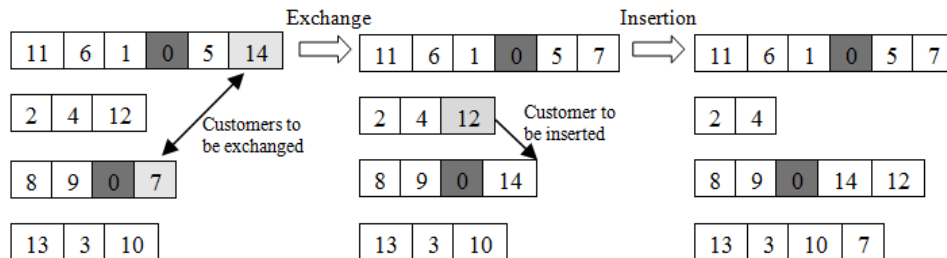 Exchange Insertion
11 6 1 0 5 14 11 6 1 0 5 7 11 6 1 0 5 7
2 4 12 2 4 12 2 4
Customers to
be exchanged
Customer to
be inserted
8 9 0 7 8 9 0 14 8 9 0 14 12
13 3 10 13 3 10 13 3 10 7